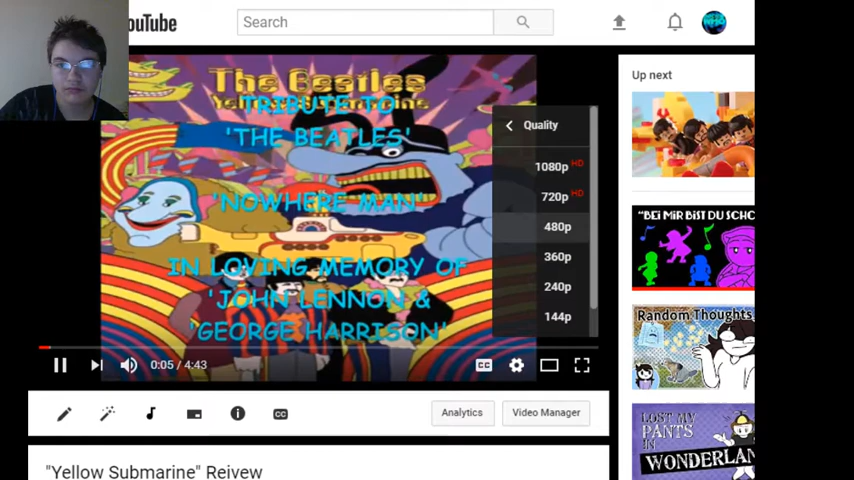 YouTube
Search
The Beatles
Yellow Submarine
TRIBUTE TO
'THE BEATLES'
'NOWHERE MAN'
IN LOVING MEMORY OF
'JOHN LENNON &
'GEORGE HARRISON'
Quality
1080p HD
720p HD
480p
360p
240p
144p
0:05 / 4:43
CC
CC
Analytics
Video Manager
"Yellow Submarine" Reivew
Up next
"BEI MIR BIST DU SCHO
Random Thoughts
LOST MY
PANTS
IN
WONDERLAN